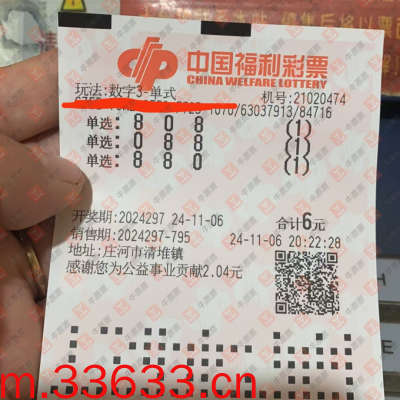 中国福利彩票
CHINA WELFARE LOTTERY
玩法:数字3-单式
机号:21020474
1070/63037913/84716
单选: 8 0 8 (1)
单选: 0 8 8 (1)
单选: 8 8 8 (1)
开奖期:2024297 24-11-06
合计6元
销售期:2024297-795
24-11-06 20:22:28
地址:庄河市清堆镇
感谢您为公益事业贡献2.04元
m.33633.cn